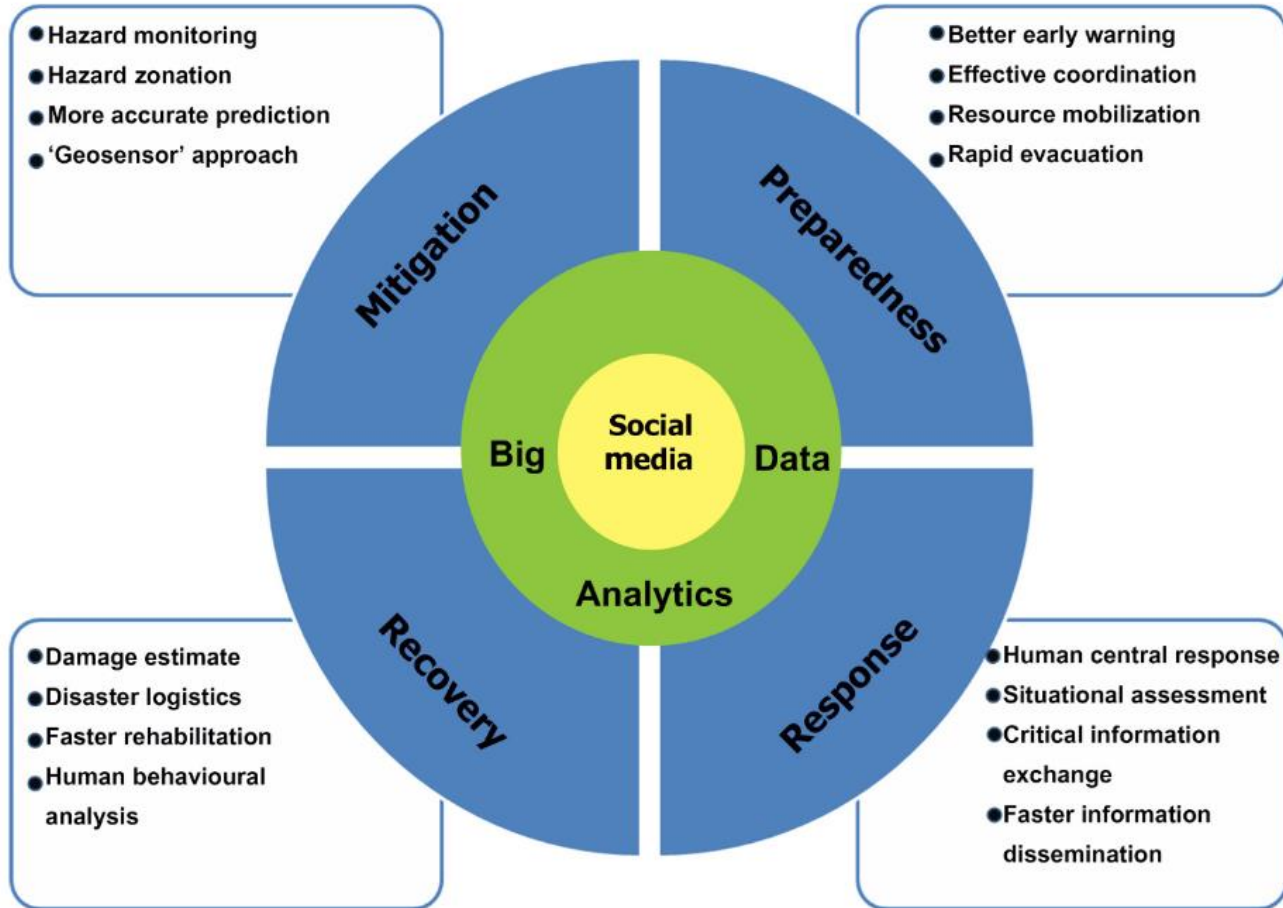 Hazard monitoring
Hazard zonation
More accurate prediction
‘Geosensor’ approach
Better early warning
Effective coordination
Resource mobilization
Rapid evacuation
Mitigation
Preparedness
Social
media
Big
Data
Analytics
Recovery
Response
Damage estimate
Disaster logistics
Faster rehabilitation
Human behavioural
analysis
Human central response
Situational assessment
Critical information
exchange
Faster information
dissemination